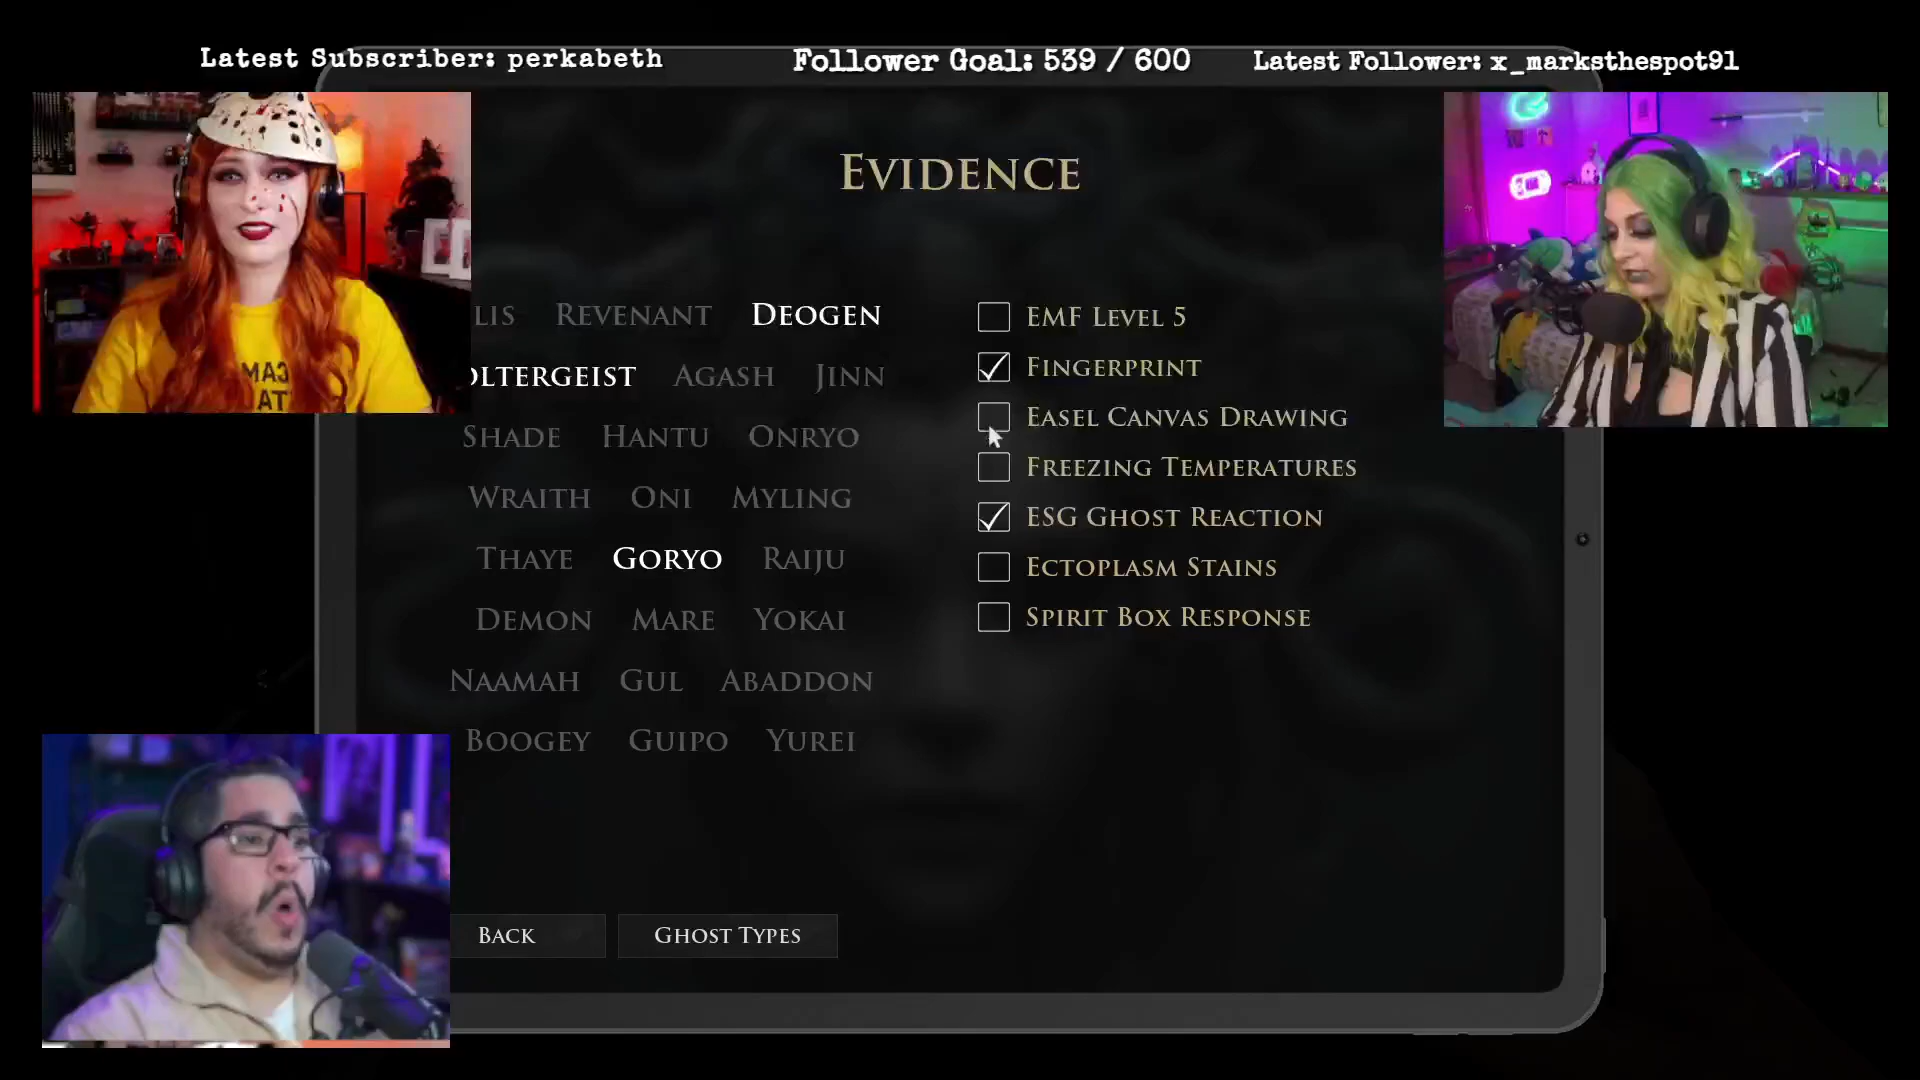 Latest Subscriber: perkabeth
Follower Goal: 539 / 600
Latest Follower: x_marksthespot91
EVIDENCE
LIS REVENANT DEOGEN
OLTERGEIST AGASH JINN
SHADE HANTU ONRYO
WRAITH ONI MYLING
THAYE GORYO RAIJU
DEMON MARE YOKAI
NAAMAH GUL ABADDON
BOOGEY GUIPO YUREI
EMF LEVEL 5
FINGERPRINT
EASEL CANVAS DRAWING
FREEZING TEMPERATURES
ESG GHOST REACTION
ECTOPLASM STAINS
SPIRIT BOX RESPONSE
BACK
GHOST TYPES